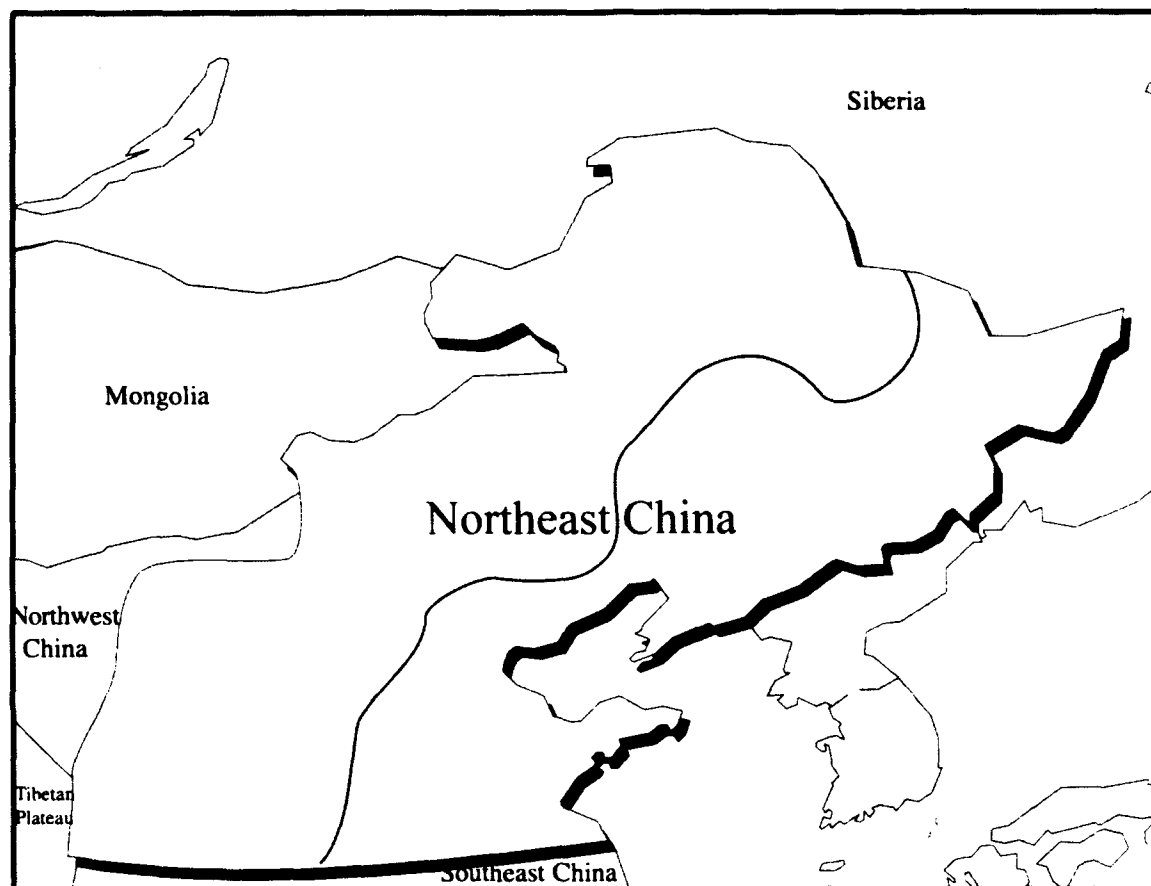 Siberia
Mongolia
Northeast China
Northwest
China
Tibetan
Plateau
Southeast China